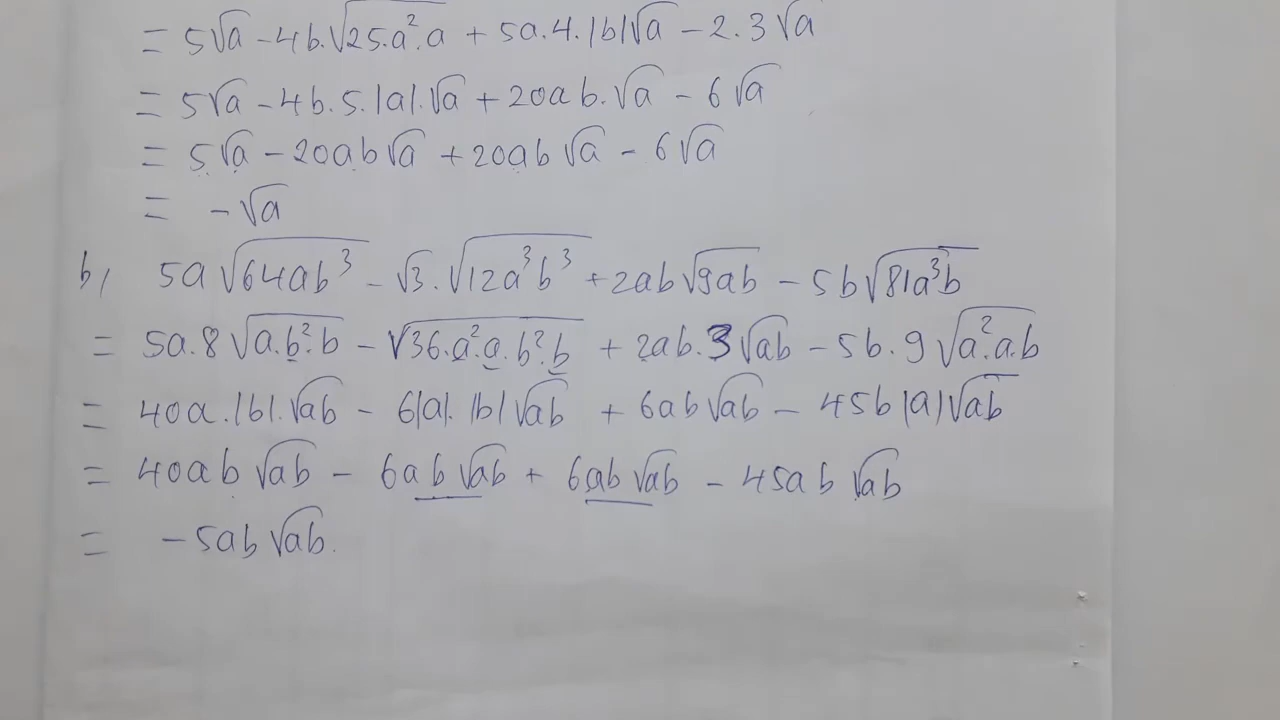 = 5√a - 4b.√25.a².a + 5a.4.|b|√a - 2.3√a
= 5√a - 4b.5.|a|.√a + 20ab.√a - 6√a
= 5√a - 20ab√a + 20ab√a - 6√a
= -√a
b, 5a√64ab³ - √3.√12a³b³ + 2ab√9ab - 5b√81a³b
= 5a.8√a.b².b - √36.a².a.b².b + 2ab.3√ab - 5b.9√a².a.b
= 40a.|b|.√ab - 6|a|.|b|√ab + 6ab√ab - 45b|a|√ab
= 40ab√ab - 6ab√ab + 6ab√ab - 45ab√ab
= -5ab√ab.